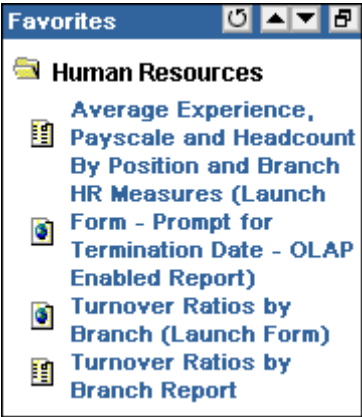 Favorites
Human Resources
Average Experience,
Payscale and Headcount
By Position and Branch
HR Measures (Launch
Form - Prompt for
Termination Date - OLAP
Enabled Report)
Turnover Ratios by
Branch (Launch Form)
Turnover Ratios by
Branch Report